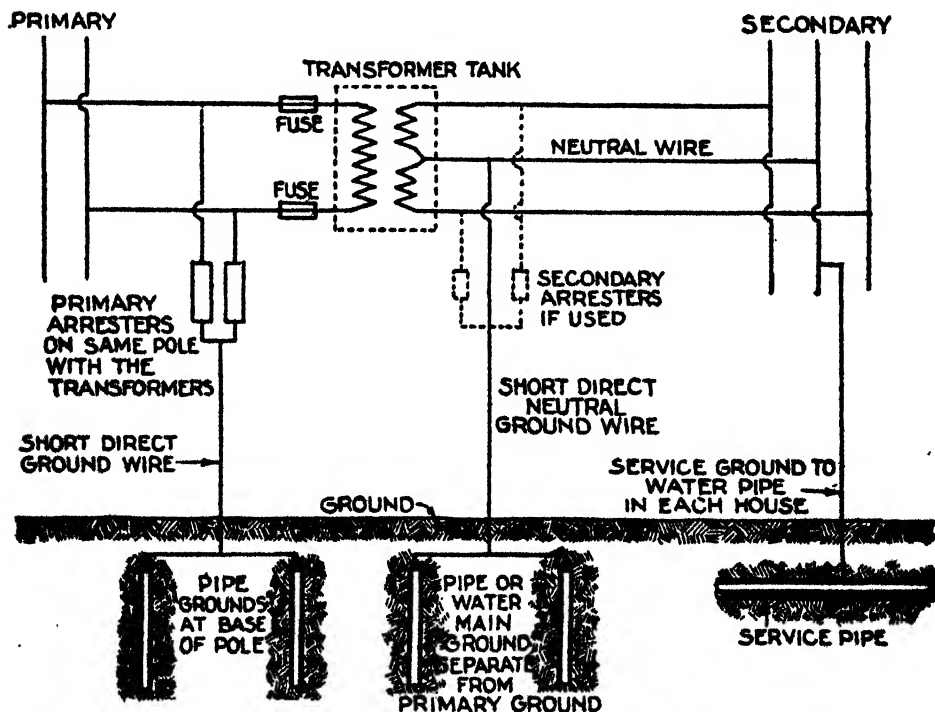 PRIMARY
SECONDARY
TRANSFORMER TANK
FUSE
NEUTRAL WIRE
FUSE
PRIMARY
ARRESTERS
ON SAME POLE
WITH THE
TRANSFORMERS
SECONDARY
ARRESTERS
IF USED
SHORT DIRECT
NEUTRAL
GROUND WIRE
SHORT DIRECT
GROUND WIRE
SERVICE GROUND TO
WATER PIPE
IN EACH HOUSE
GROUND
PIPE
GROUNDS
AT BASE
OF POLE
PIPE OR
WATER
MAIN
GROUND
SEPARATE
FROM
PRIMARY GROUND
SERVICE PIPE